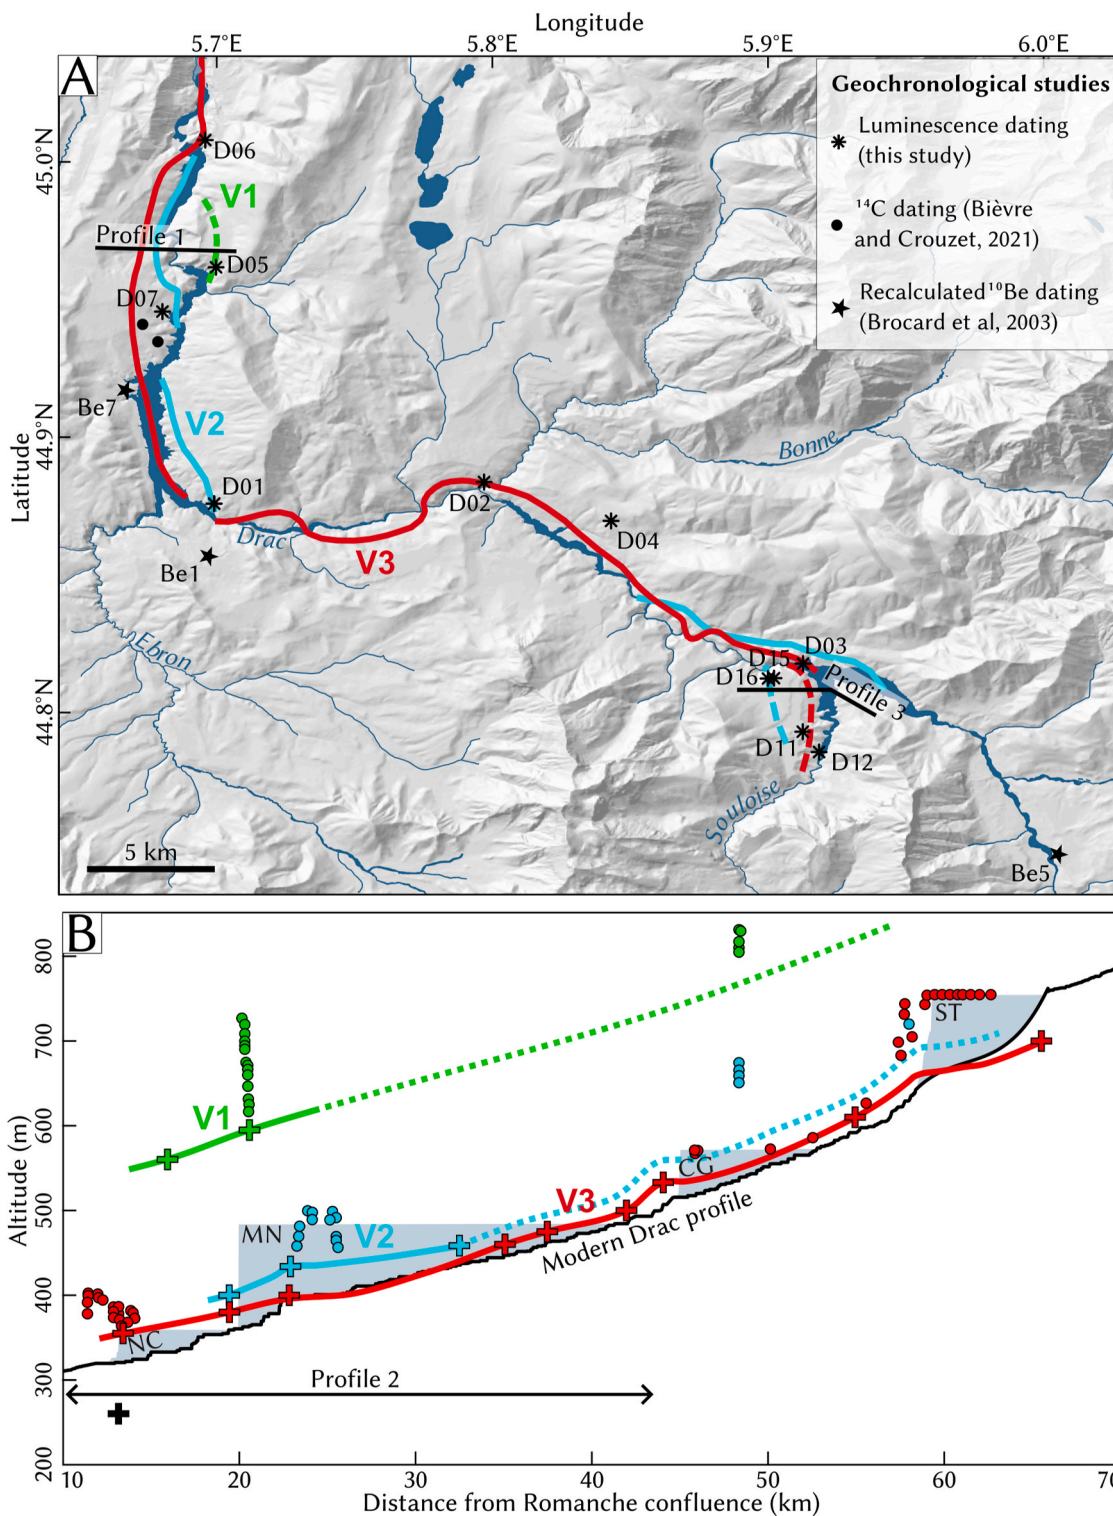 Longitude
5.7°E
5.8°E
5.9°E
6.0°E
A
Geochronological studies
Luminescence dating
(this study)
¹⁴C dating (Bièvre
and Crouzet, 2021)
Recalculated ¹⁰Be dating
(Brocard et al, 2003)
Latitude
45.0°N
44.9°N
44.8°N
D06
V1
Profile 1
D05
D07
Be7
V2
Bonne
D01
D02
Drac
D04
V3
Be1
Ebron
D03
D15
D16
Profile 3
D11
D12
Souloise
5 km
Be5
B
Altitude (m)
800
700
600
500
400
300
200
ST
V1
CG
V3
MN
V2
Modern Drac profile
NC
Profile 2
10
20
30
40
50
60
70
Distance from Romanche confluence (km)